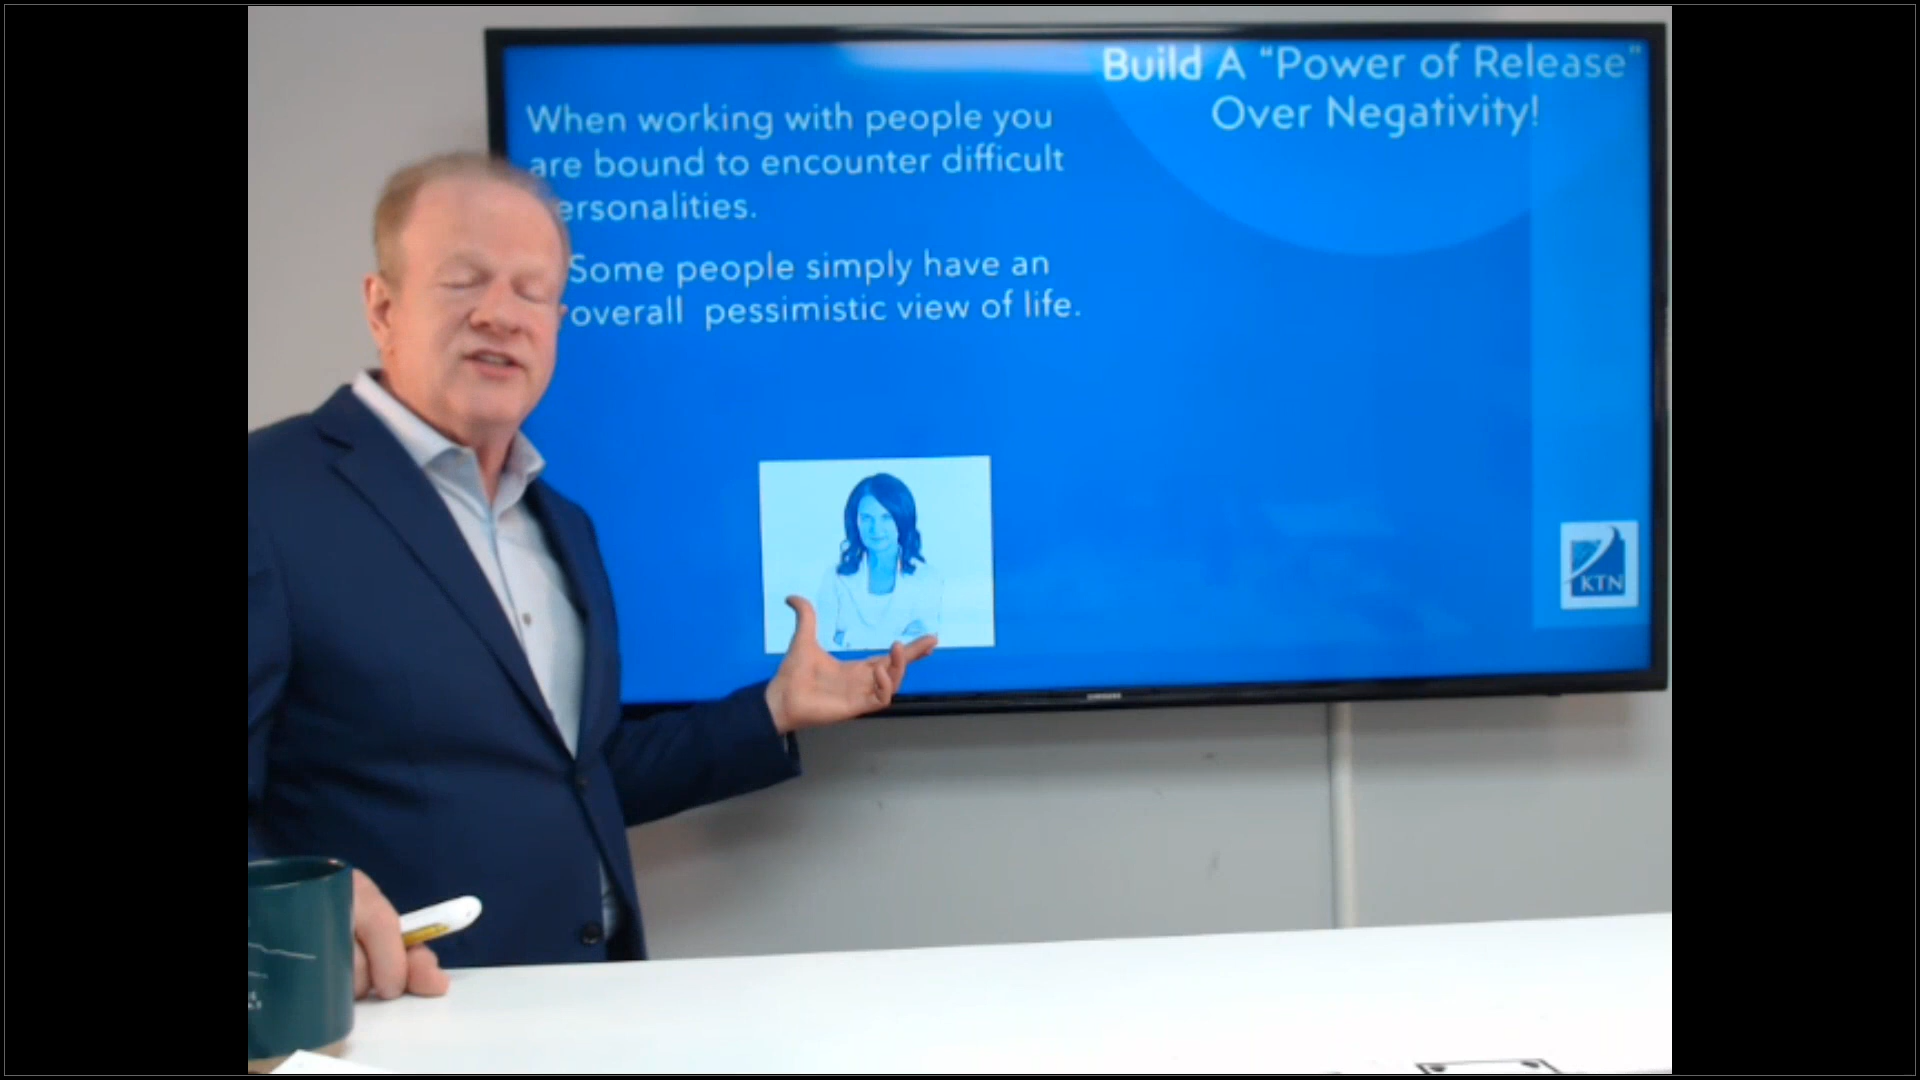 Build A “Power of Release”
Over Negativity!
When working with people you
are bound to encounter difficult
ersonalities.
Some people simply have an
overall pessimistic view of life.
KTN
SAMSUNG